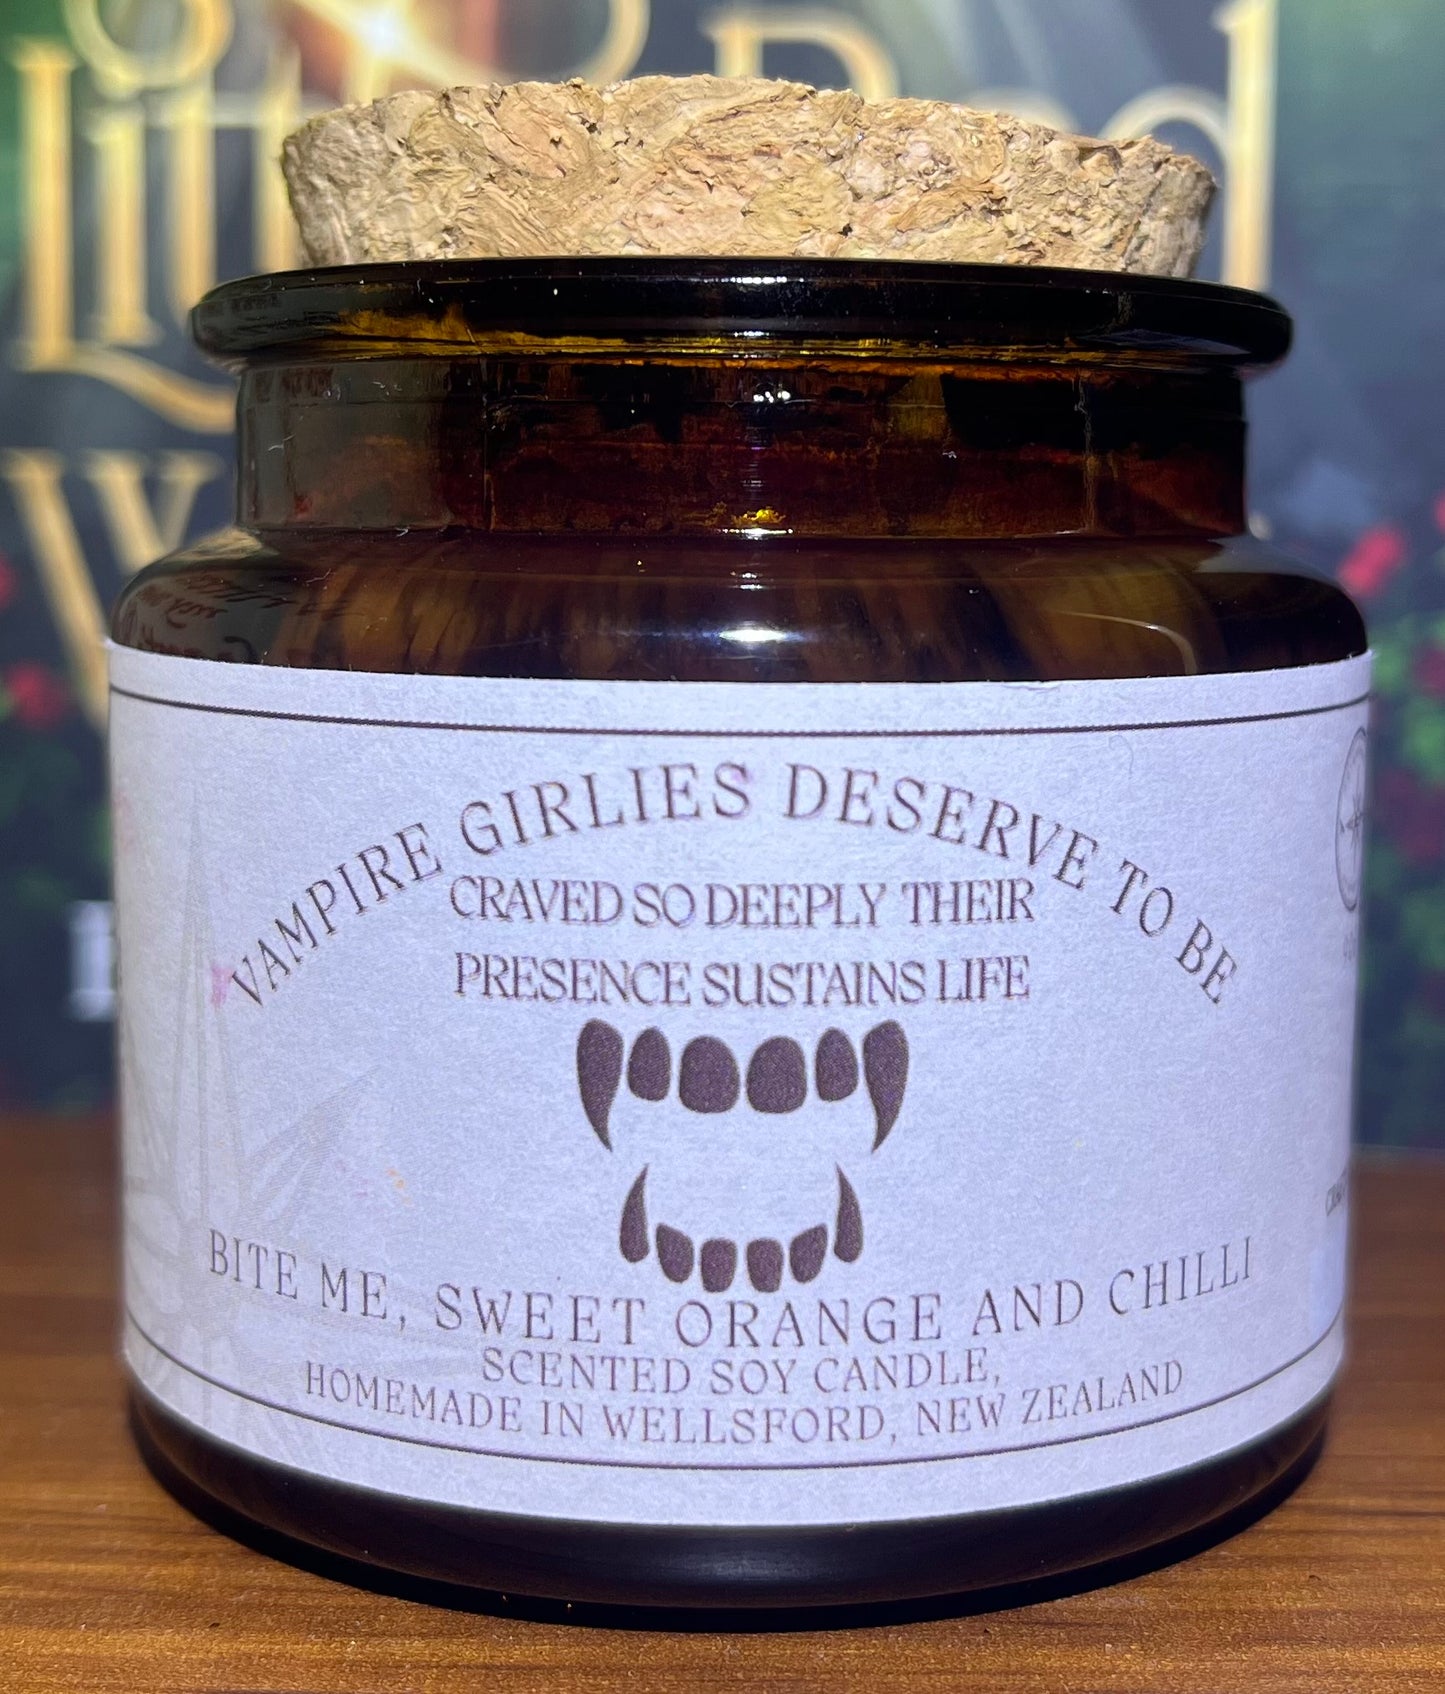 VAMPIRE GIRLIES DESERVE TO BE
CRAVED SO DEEPLY THEIR
PRESENCE SUSTAINS LIFE
BITE ME, SWEET ORANGE AND CHILLI
SCENTED SOY CANDLE,
HOMEMADE IN WELLSFORD, NEW ZEALAND